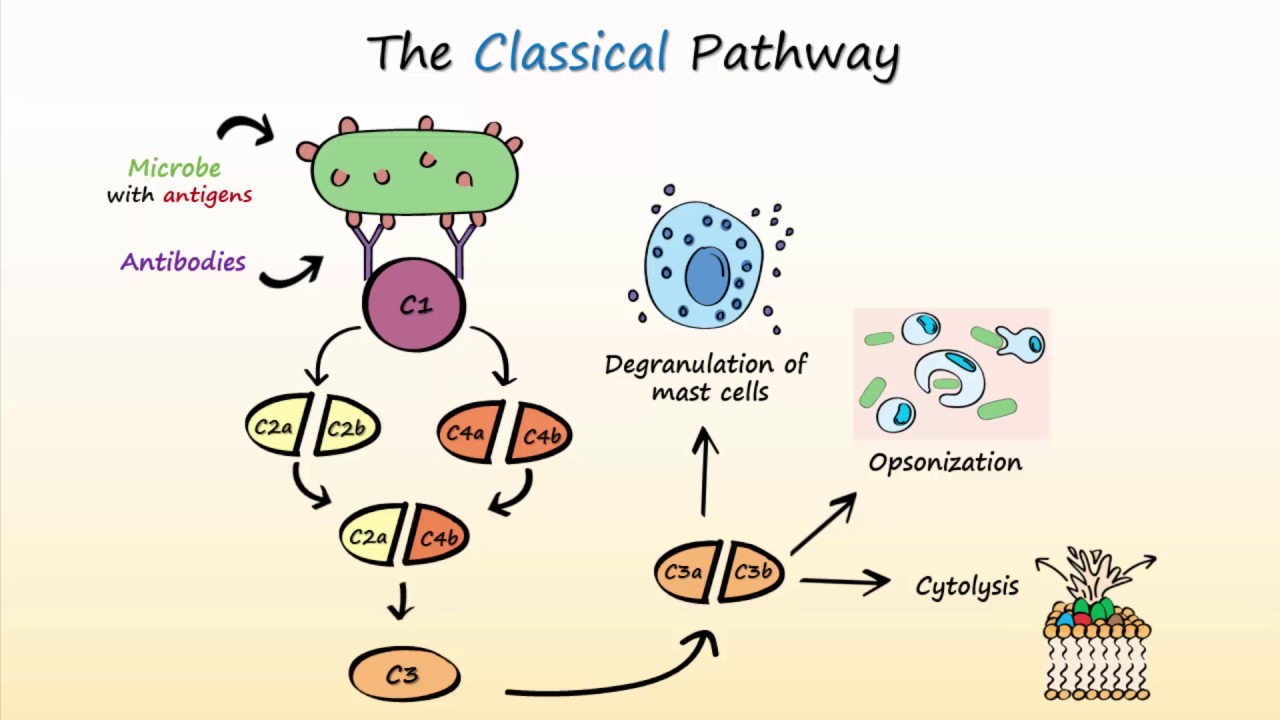 The Classical Pathway
Microbe
with antigens
Antibodies
C1
C2a C2b
C4a C4b
C2a C4b
C3
C3a C3b
Degranulation of
mast cells
Opsonization
Cytolysis